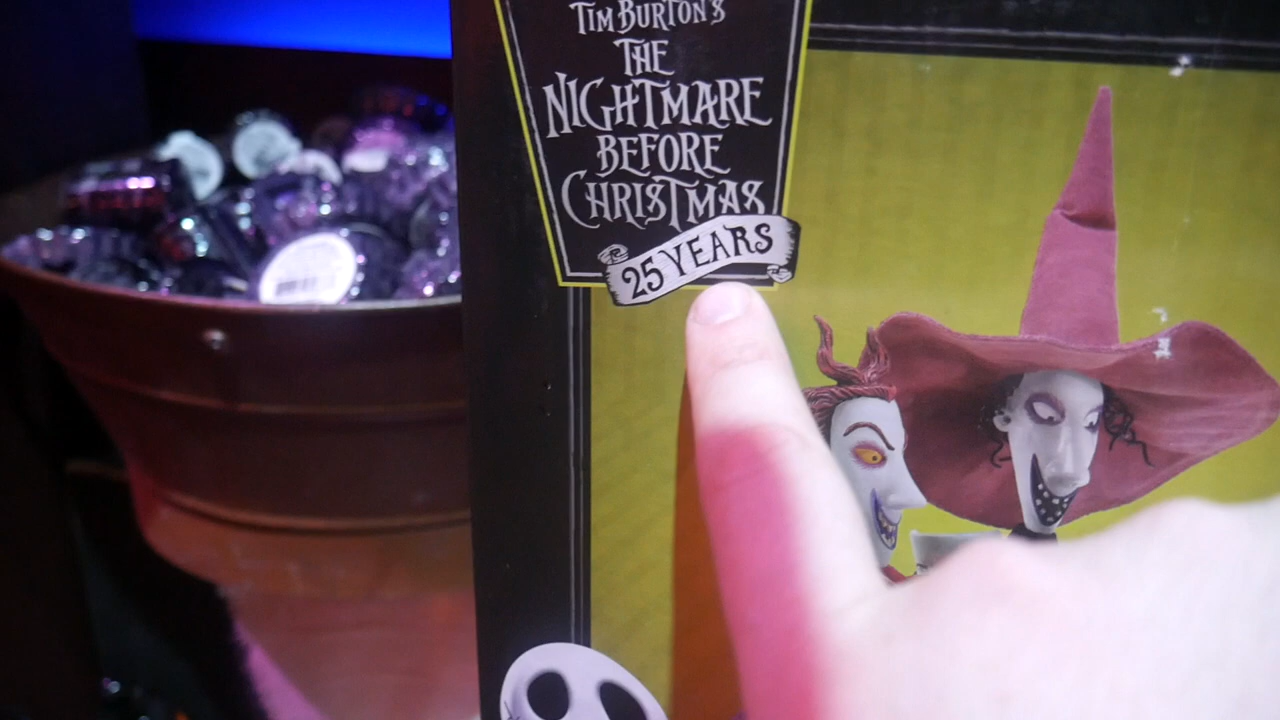 TIM BURTON'S
THE
NIGHTMARE
BEFORE
CHRISTMAS
25 YEARS